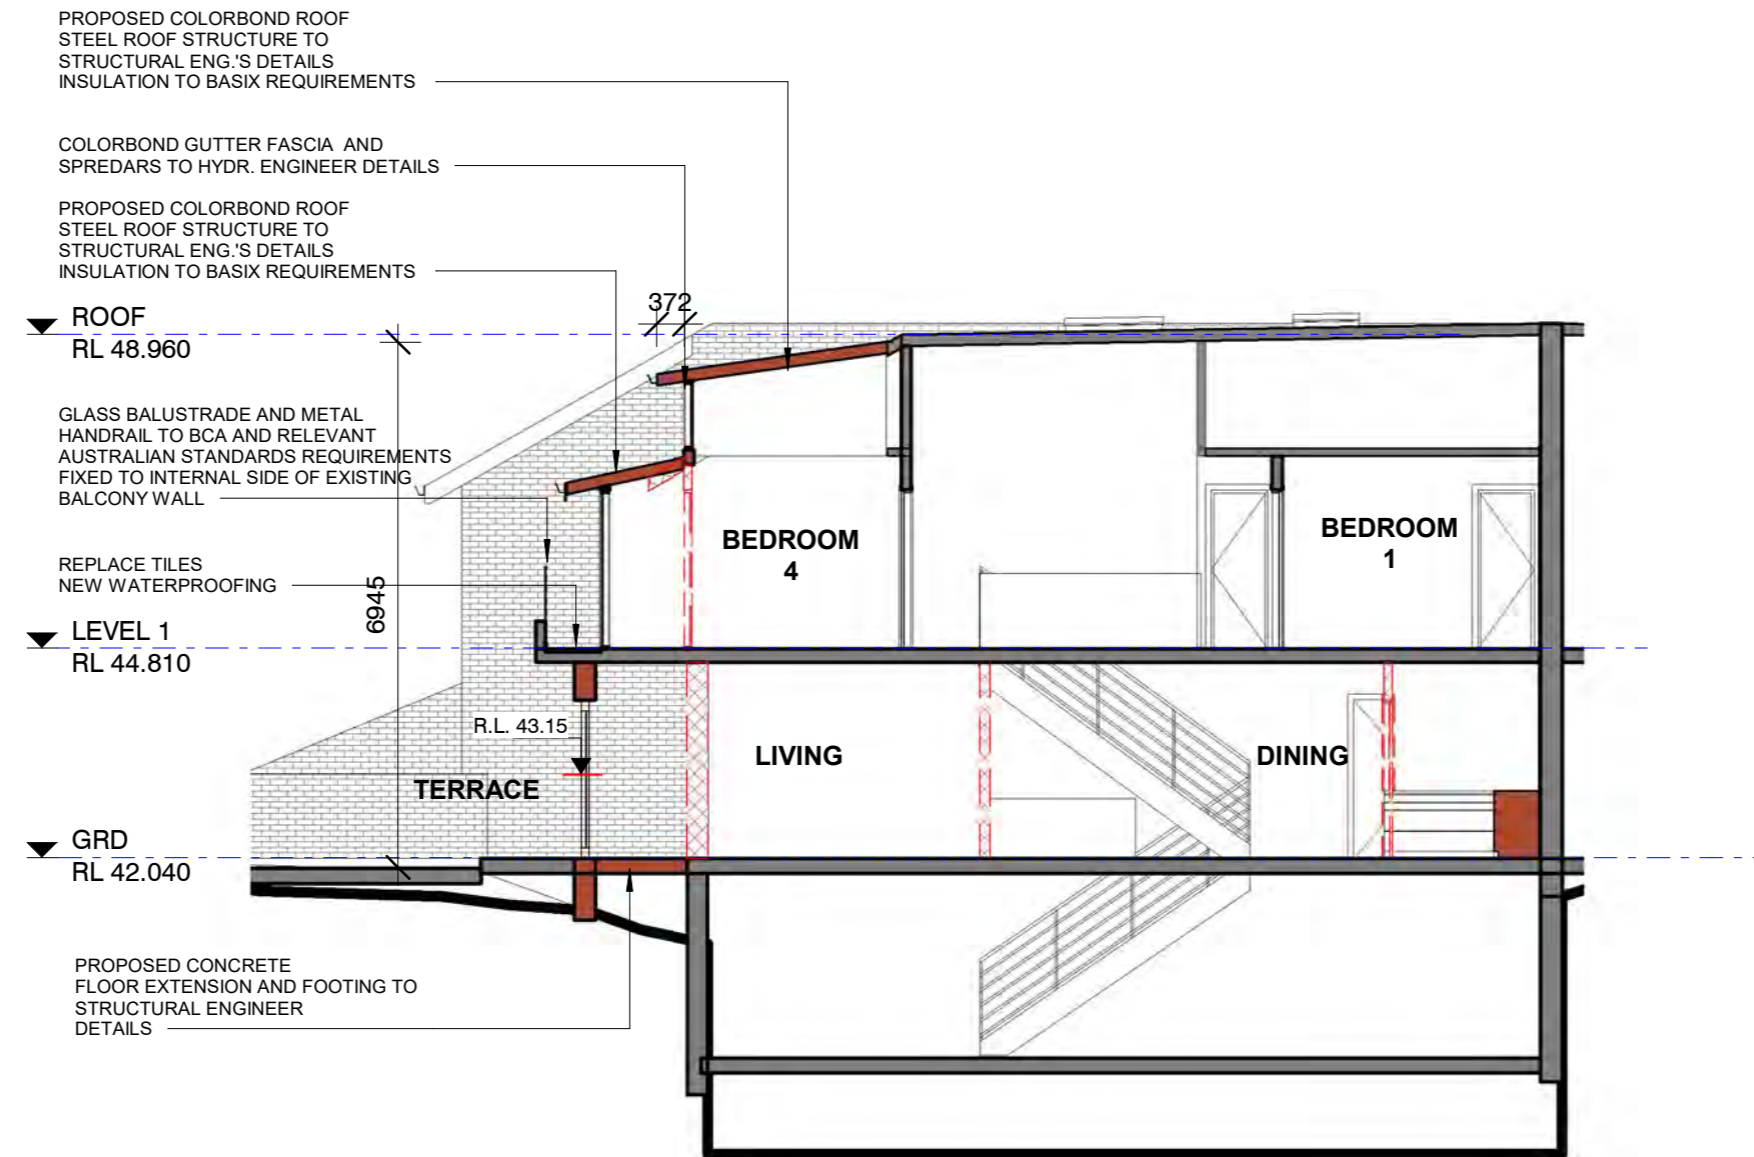 PROPOSED COLORBOND ROOF
STEEL ROOF STRUCTURE TO
STRUCTURAL ENG.'S DETAILS
INSULATION TO BASIX REQUIREMENTS
COLORBOND GUTTER FASCIA AND
SPREDARS TO HYDR. ENGINEER DETAILS
PROPOSED COLORBOND ROOF
STEEL ROOF STRUCTURE TO
STRUCTURAL ENG.'S DETAILS
INSULATION TO BASIX REQUIREMENTS
372
ROOF
RL 48.960
GLASS BALUSTRADE AND METAL
HANDRAIL TO BCA AND RELEVANT
AUSTRALIAN STANDARDS REQUIREMENTS
FIXED TO INTERNAL SIDE OF EXISTING
BALCONY WALL
BEDROOM
4
BEDROOM
1
REPLACE TILES
NEW WATERPROOFING
6945
LEVEL 1
RL 44.810
R.L. 43.15
LIVING
DINING
TERRACE
GRD
RL 42.040
PROPOSED CONCRETE
FLOOR EXTENSION AND FOOTING TO
STRUCTURAL ENGINEER
DETAILS